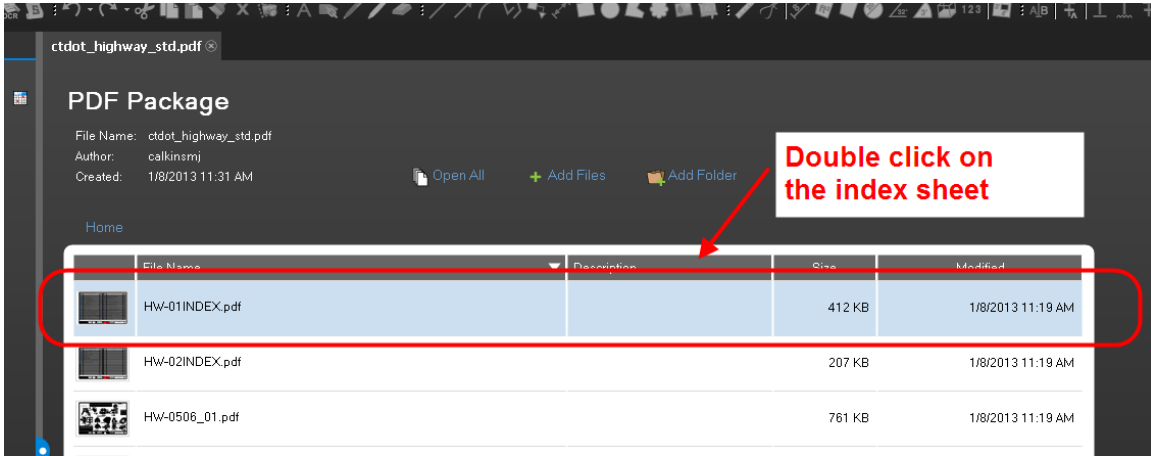 OCR
123
A B
ctdot_highway_std.pdf
PDF Package
File Name: ctdot_highway_std.pdf
Author: calkinsmj
Created: 1/8/2013 11:31 AM
Open All
Add Files
Add Folder
Double click on
the index sheet
Home
File Name Description Size Modified
HW-01INDEX.pdf 412 KB 1/8/2013 11:19 AM
HW-02INDEX.pdf 207 KB 1/8/2013 11:19 AM
HW-0506_01.pdf 761 KB 1/8/2013 11:19 AM